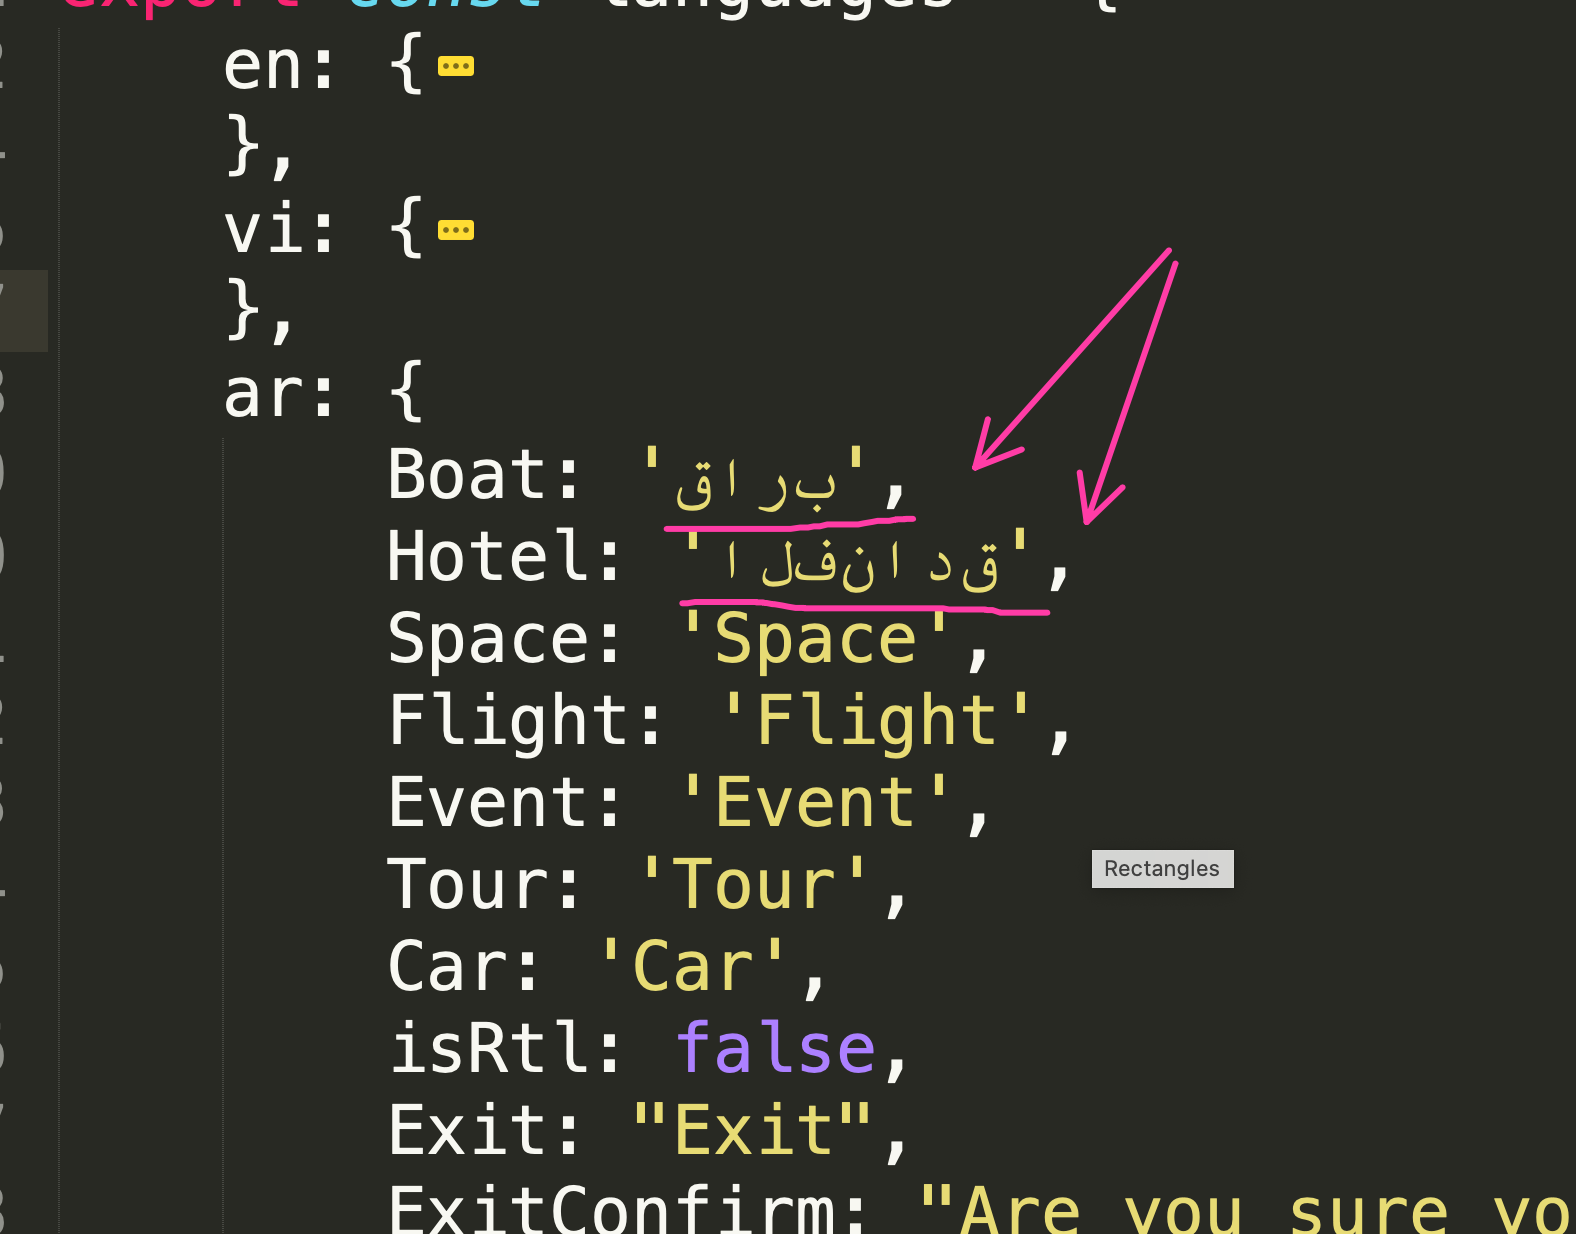 export const languages {
en: {
},
vi: {
},
ar: {
Boat: 'قارب',
Hotel: 'الفنادق',
Space: 'Space',
Flight: 'Flight',
Event: 'Event',
Tour: 'Tour',
Car: 'Car',
isRtl: false,
Exit: "Exit",
ExitConfirm: "Are you sure yo
Rectangles